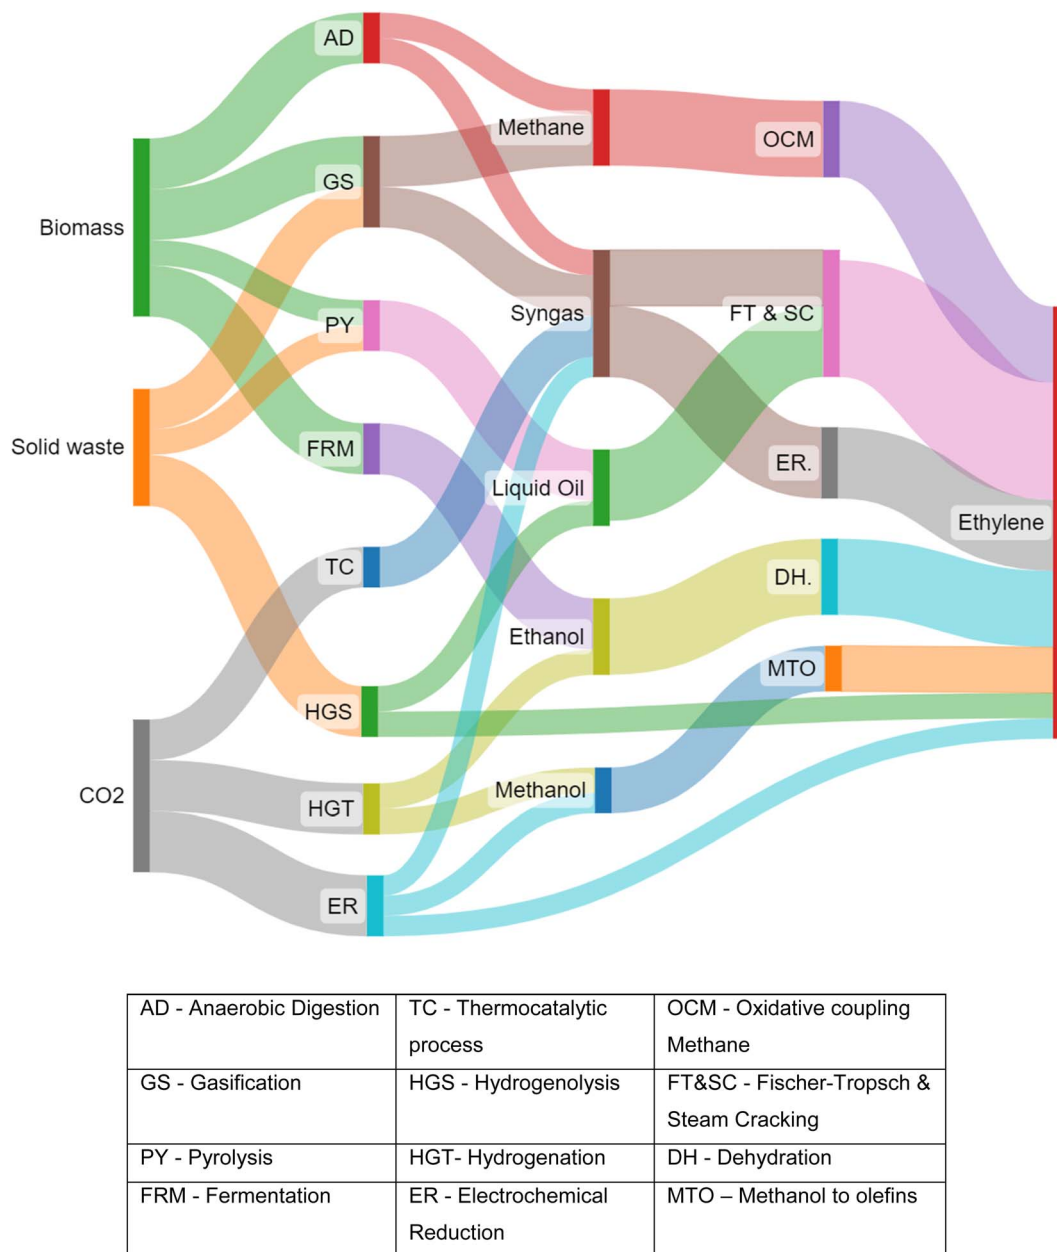 AD
Methane
OCM
GS
Biomass
PY
Syngas
FT & SC
Solid waste
FRM
Liquid Oil
ER.
Ethylene
TC
DH.
Ethanol
MTO
HGS
CO2
HGT
Methanol
ER
AD - Anaerobic Digestion
TC - Thermocatalytic
process
OCM - Oxidative coupling
Methane
GS - Gasification
HGS - Hydrogenolysis
FT&SC - Fischer-Tropsch &
Steam Cracking
PY - Pyrolysis
HGT- Hydrogenation
DH - Dehydration
FRM - Fermentation
ER - Electrochemical
Reduction
MTO – Methanol to olefins